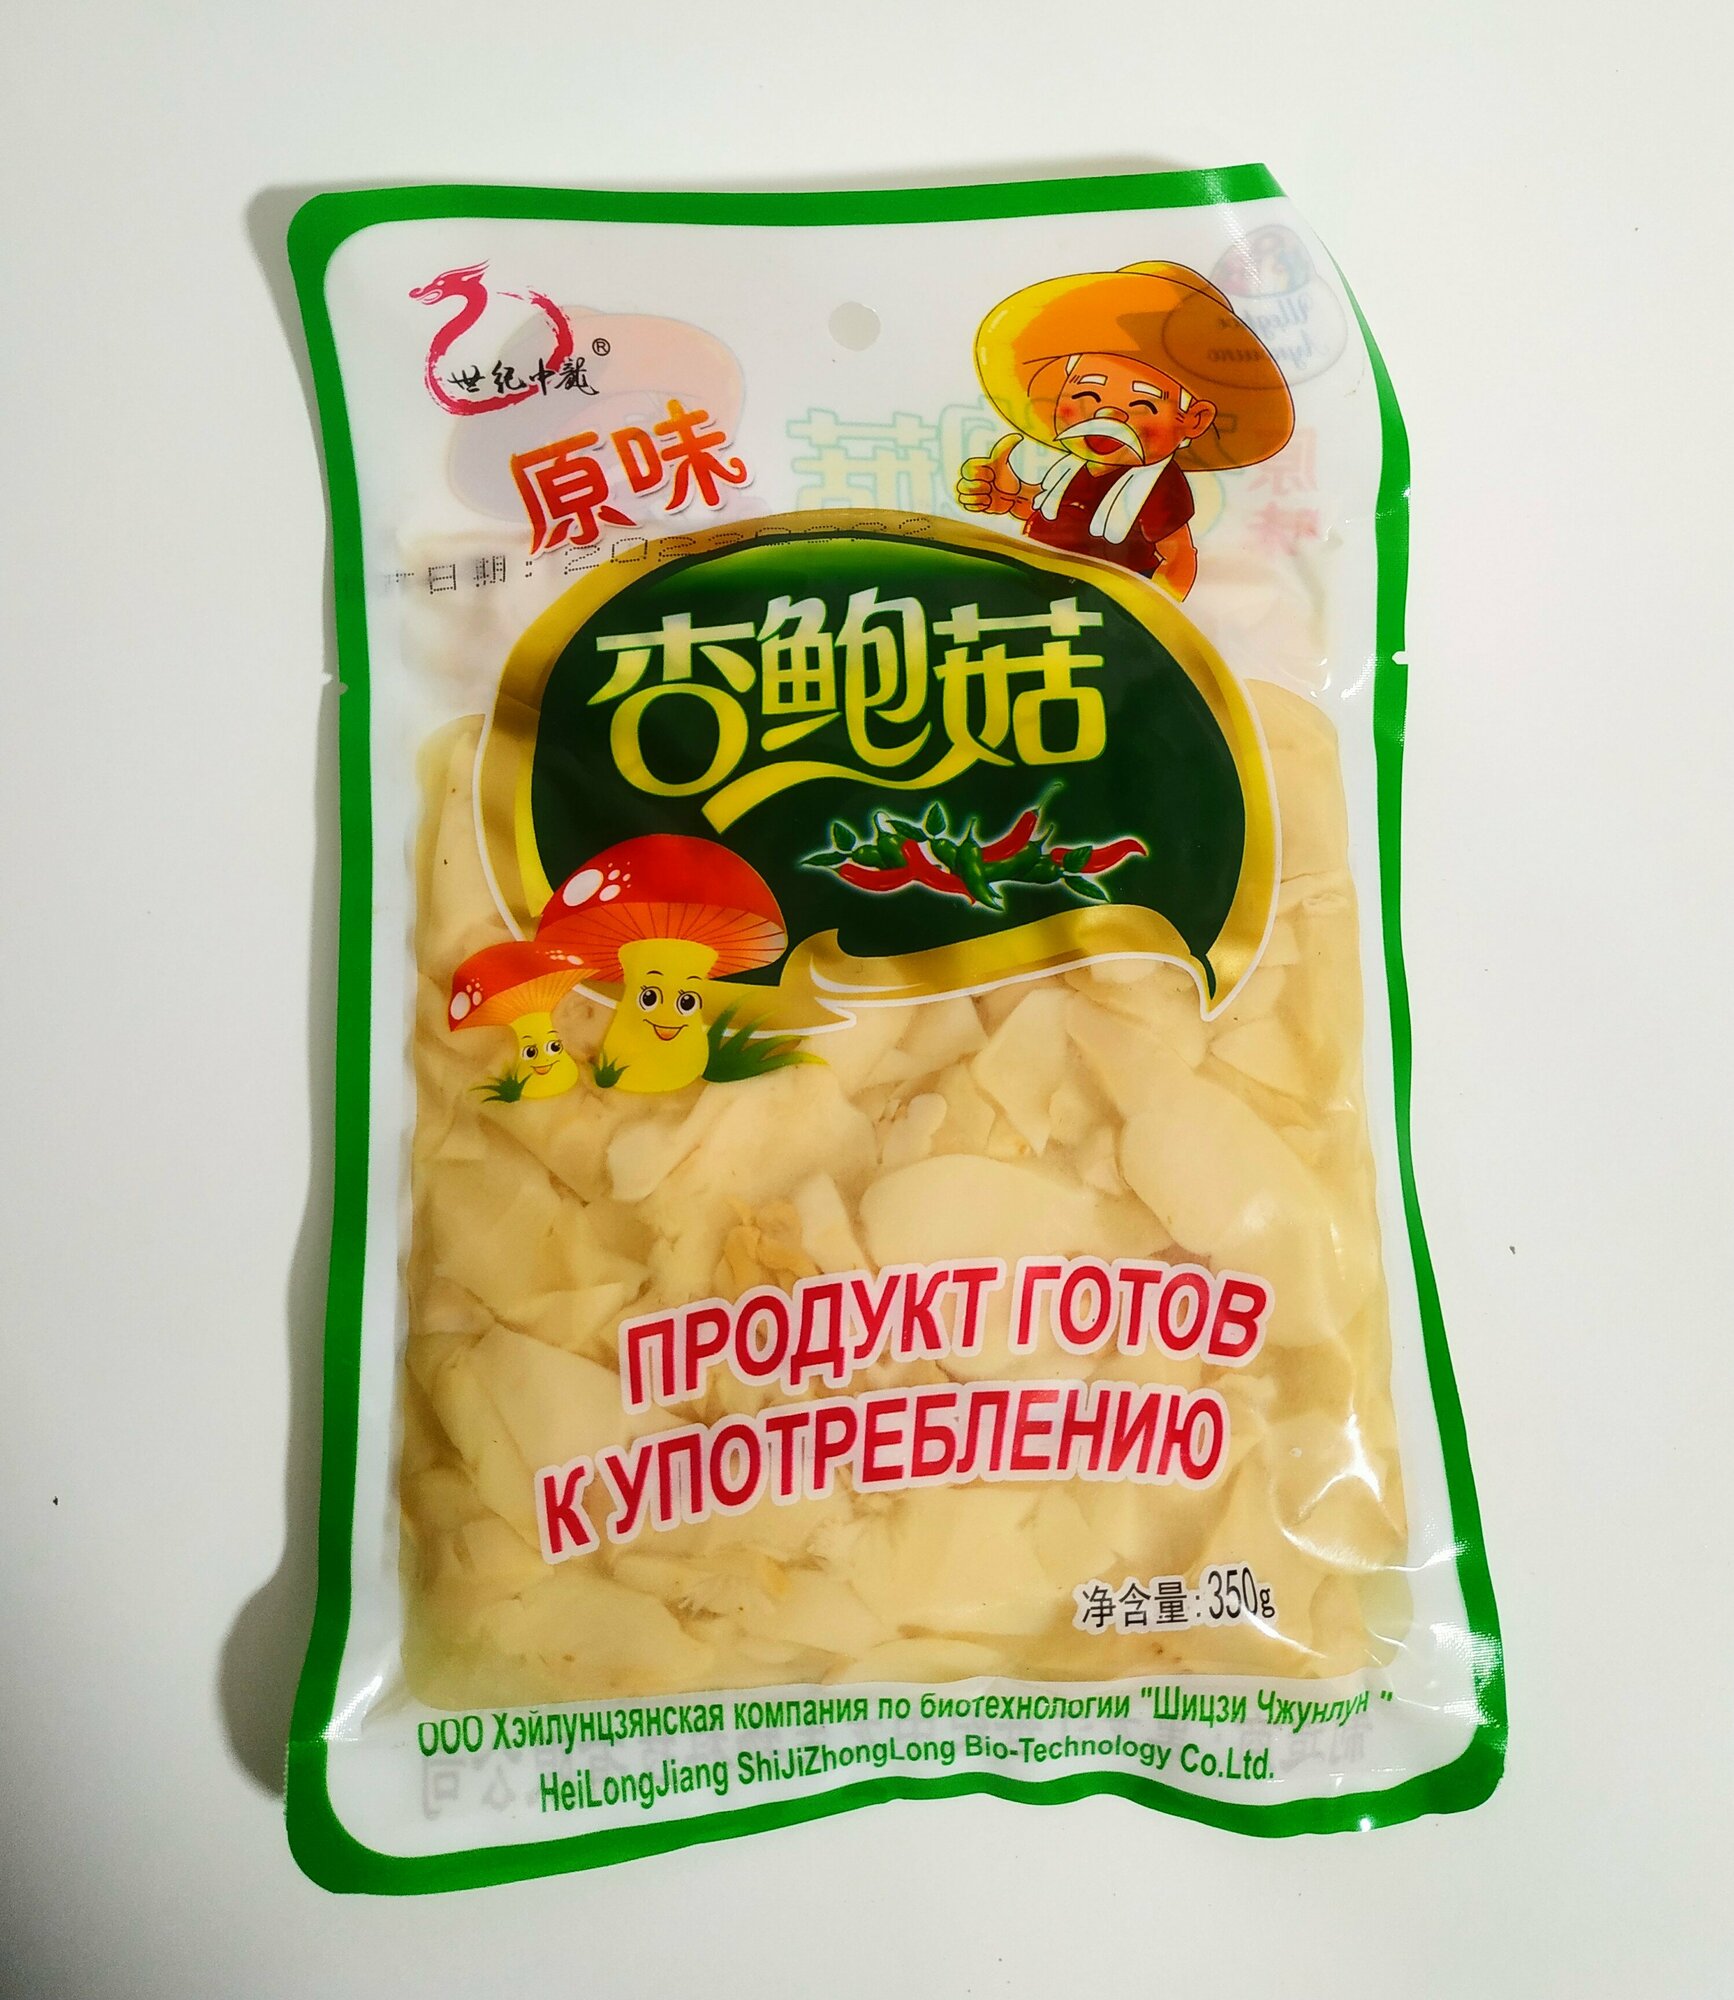 世纪中龙®
原味
杏鲍菇
ПРОДУКТ ГОТОВ
К УПОТРЕБЛЕНИЮ
净含量:350g
ООО Хэйлунцзянская компания по биотехнологии "Шицзи Чжунлун "
HeiLongJiang ShiJiZhongLong Bio-Technology Co.Ltd.